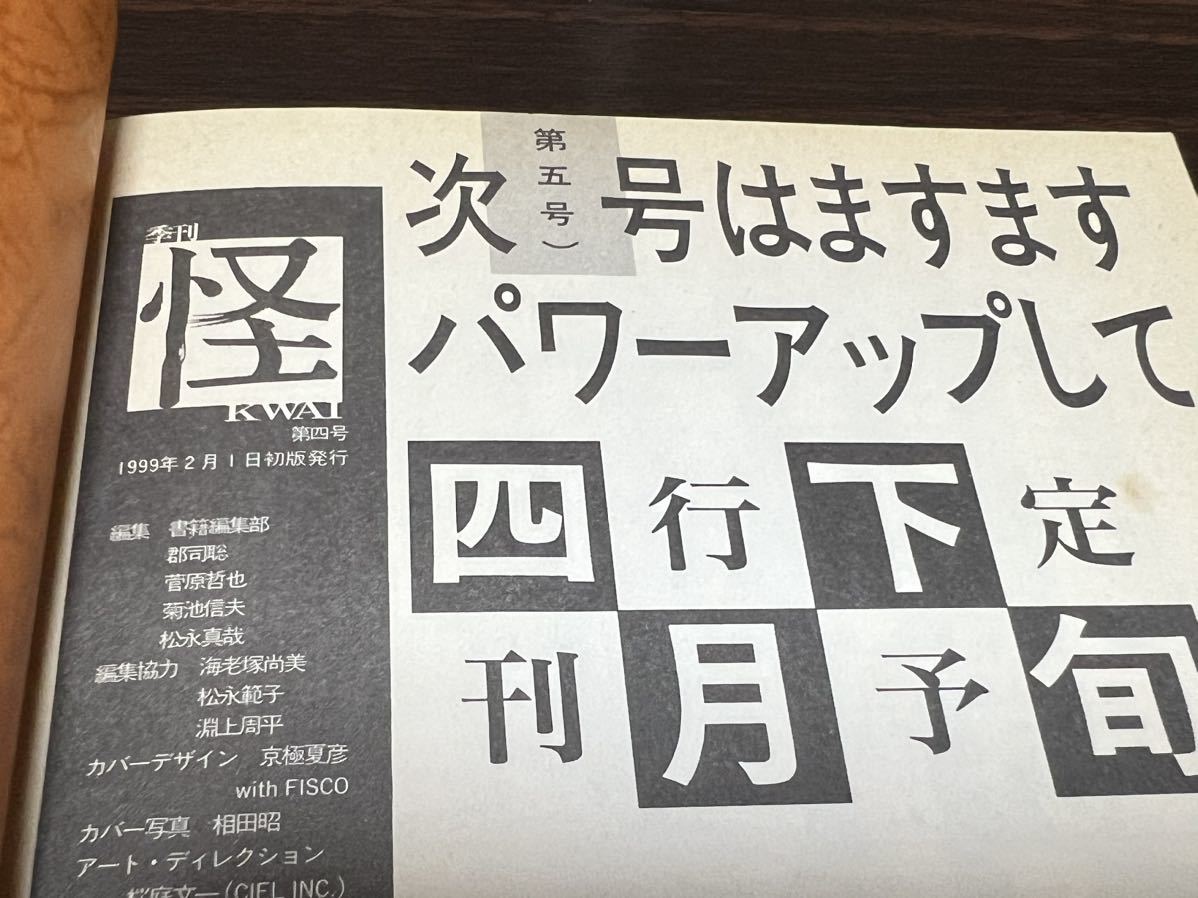 季刊
怪
KWAI
第四号
1999年2月1日初版発行
編集 書籍編集部
郡司聡
菅原哲也
菊池信夫
松永真哉
編集協力 海老塚尚美
松永範子
淵上周平
カバーデザイン 京極夏彦
with FISCO
カバー写真 相田昭
アート・ディレクション
桜庭文一(CIEL INC.)
第五号)
次号はますます
パワーアップして
四行下定
刊月予旬